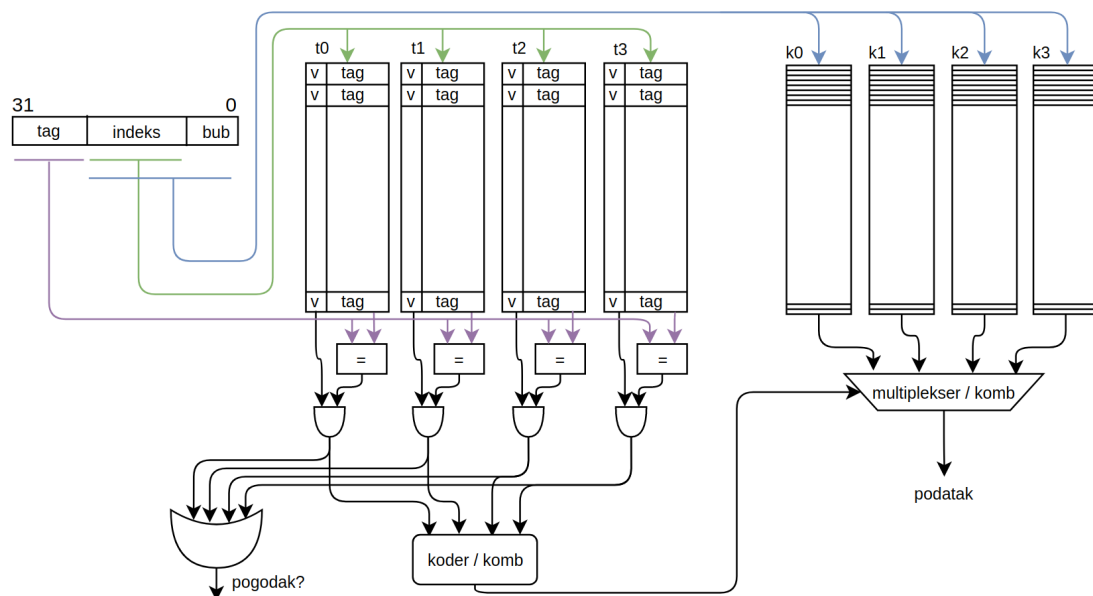 t0 t1 t2 t3 k0 k1 k2 k3
v tag v tag v tag v tag
v tag v tag v tag v tag
31 0
tag indeks bub
v tag v tag v tag v tag
= = = =
multiplekser / komb
podatak
koder / komb
pogodak?